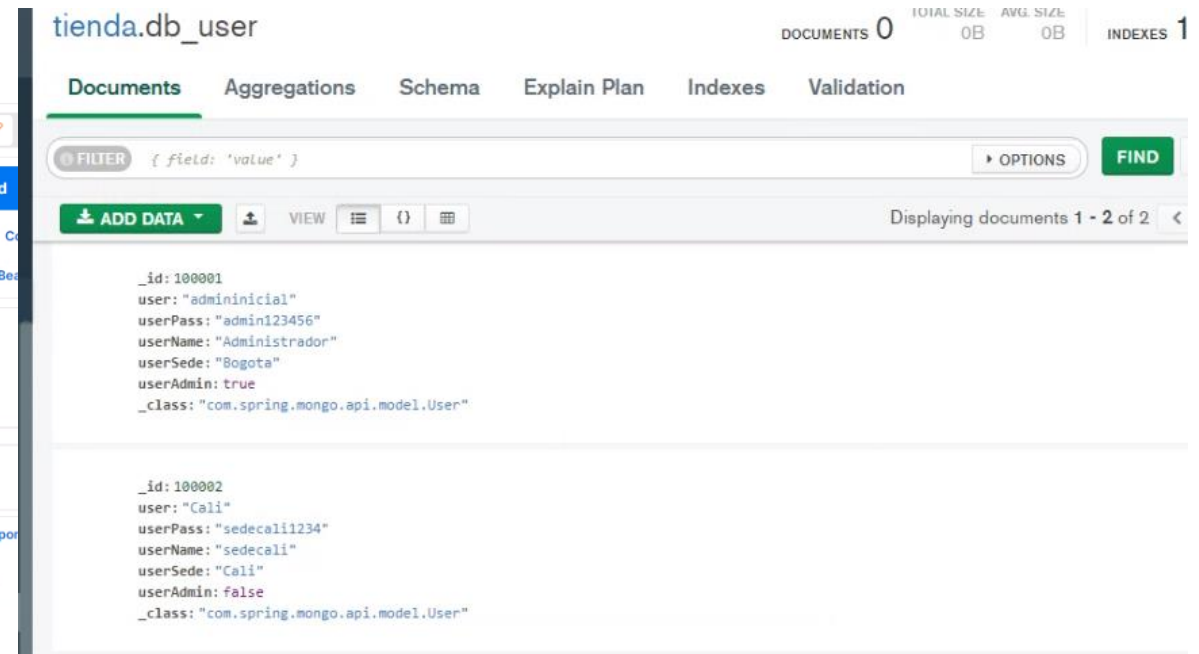 tienda.db_user
DOCUMENTS 0 TOTAL SIZE 0B AVG. SIZE 0B INDEXES 1
Documents Aggregations Schema Explain Plan Indexes Validation
FILTER { field: 'value' } OPTIONS FIND
ADD DATA VIEW {} Displaying documents 1 - 2 of 2 <
_id: 100001
user: "admininicial"
userPass: "admin123456"
userName: "Administrador"
userSede: "Bogota"
userAdmin: true
_class: "com.spring.mongo.api.model.User"
_id: 100002
user: "Cali"
userPass: "sedecali1234"
userName: "sedecali"
userSede: "Cali"
userAdmin: false
_class: "com.spring.mongo.api.model.User"